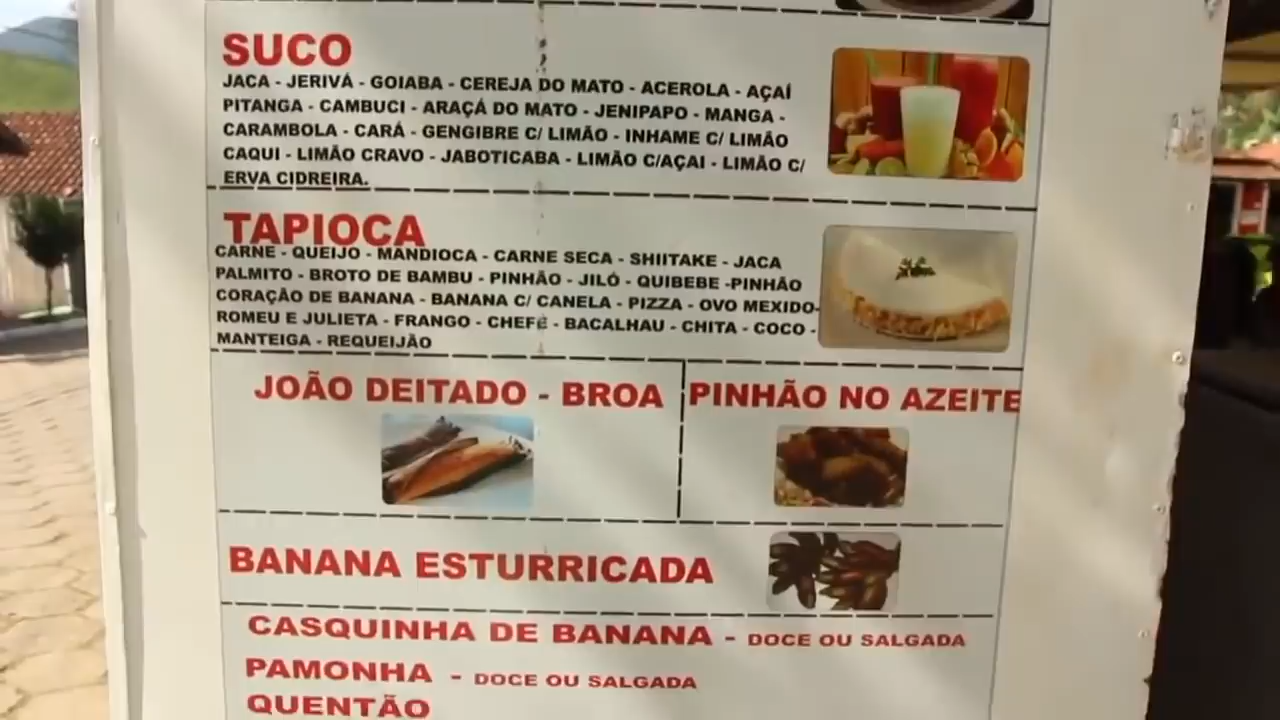 SUCO
JACA - JERIVÁ - GOIABA - CEREJA DO MATO - ACEROLA - AÇAÍ
PITANGA - CAMBUCI - ARAÇÁ DO MATO - JENIPAPO - MANGA -
CARAMBOLA - CARÁ - GENGIBRE C/ LIMÃO - INHAME C/ LIMÃO
CAQUI - LIMÃO CRAVO - JABOTICABA - LIMÃO C/AÇAI - LIMÃO C/
ERVA CIDREIRA.
TAPIOCA
CARNE - QUEIJO - MANDIOCA - CARNE SECA - SHIITAKE - JACA
PALMITO - BROTO DE BAMBU - PINHÃO - JILÓ - QUIBEBE -PINHÃO
CORAÇÃO DE BANANA - BANANA C/ CANELA - PIZZA - OVO MEXIDO-
ROMEU E JULIETA - FRANGO - CHEFE - BACALHAU - CHITA - COCO -
MANTEIGA - REQUEIJÃO
JOÃO DEITADO - BROA
PINHÃO NO AZEITE
BANANA ESTURRICADA
CASQUINHA DE BANANA - DOCE OU SALGADA
PAMONHA - DOCE OU SALGADA
QUENTÃO